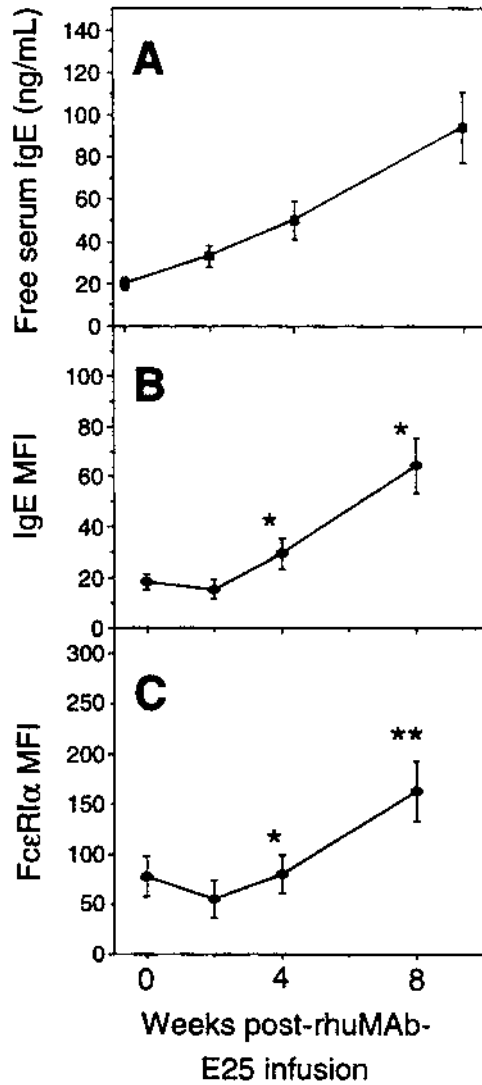 140
120
100
80
60
40
20
0
Free serum IgE (ng/mL)
A
100
80
60
40
20
0
IgE MFI
B
*
*
300
250
200
150
100
50
0
FcεRIα MFI
C
*
**
0 4 8
Weeks post-rhuMAb-
E25 infusion